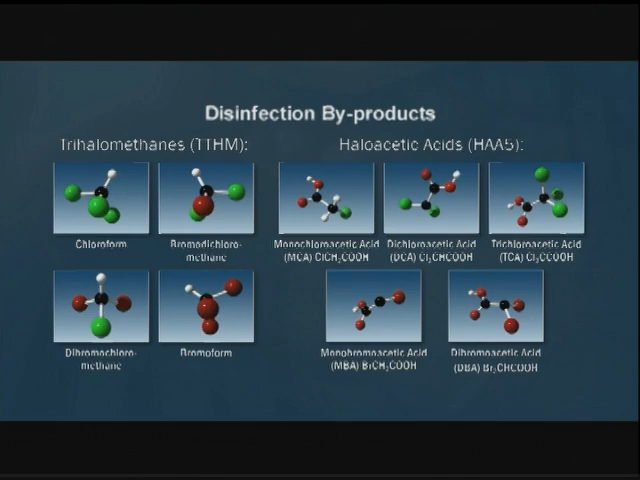 Disinfection By-products
Trihalomethanes (TTHM):
Haloacetic Acids (HAA5):
Chloroform
Bromodichloro-
methane
Monochloroacetic Acid
(MCA) ClCH₂COOH
Dichloroacetic Acid
(DCA) Cl₂CHCOOH
Trichloroacetic Acid
(TCA) Cl₃CCOOH
Dibromochloro-
methane
Bromoform
Monobromoacetic Acid
(MBA) BrCH₂COOH
Dibromoacetic Acid
(DBA) Br₂CHCOOH